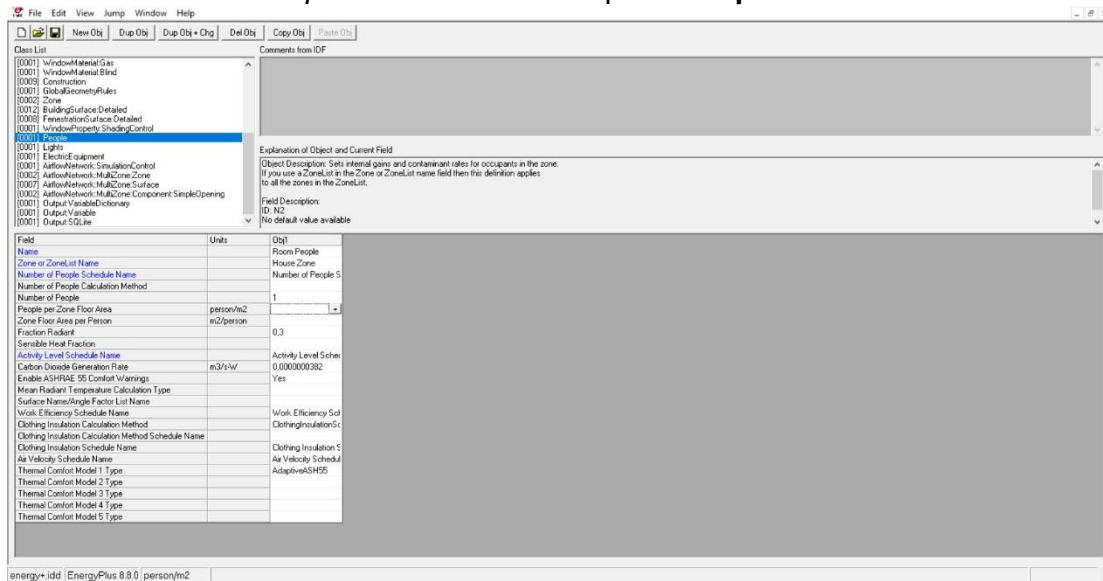 File Edit View Jump Window Help
New Obj Dup Obj Dup Obj + Chg Del Obj Copy Obj Paste Obj
Class List
[0001] WindowMaterial:Gas
[0001] WindowMaterial:Blind
[0009] Construction
[0001] GlobalGeometryRules
[0002] Zone
[0012] BuildingSurface:Detailed
[0008] FenestrationSurface:Detailed
[0001] WindowProperty:ShadingControl
[0001] People
[0001] Lights
[0001] ElectricEquipment
[0001] AirflowNetwork:SimulationControl
[0002] AirflowNetwork:MultiZone:Zone
[0007] AirflowNetwork:MultiZone:Surface
[0002] AirflowNetwork:MultiZone:Component:SimpleOpening
[0001] Output:VariableDictionary
[0001] Output:Variable
[0001] Output:SQLite
Comments from IDF
Explanation of Object and Current Field
Object Description: Sets internal gains and contaminant rates for occupants in the zone.
If you use a ZoneList in the Zone or ZoneList name field then this definition applies
to all the zones in the ZoneList.
Field Description:
ID: N2
No default value available
Field Units Obj1
Name Room People
Zone or ZoneList Name House Zone
Number of People Schedule Name Number of People S
Number of People Calculation Method
Number of People 1
People per Zone Floor Area person/m2
Zone Floor Area per Person m2/person
Fraction Radiant 0,3
Sensible Heat Fraction
Activity Level Schedule Name Activity Level Sche
Carbon Dioxide Generation Rate m3/s-W 0,0000000382
Enable ASHRAE 55 Comfort Warnings Yes
Mean Radiant Temperature Calculation Type
Surface Name/Angle Factor List Name
Work Efficiency Schedule Name Work Efficiency Sch
Clothing Insulation Calculation Method ClothingInsulationSc
Clothing Insulation Calculation Method Schedule Name
Clothing Insulation Schedule Name Clothing Insulation S
Air Velocity Schedule Name Air Velocity Schedul
Thermal Comfort Model 1 Type AdaptiveASH55
Thermal Comfort Model 2 Type
Thermal Comfort Model 3 Type
Thermal Comfort Model 4 Type
Thermal Comfort Model 5 Type
energy+.idd EnergyPlus 8.8.0 person/m2